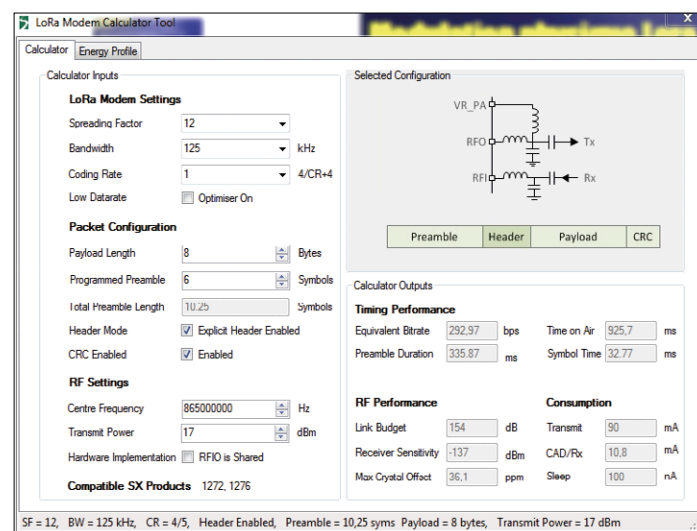 LoRa Modem Calculator Tool
X
Calculator Energy Profile
Calculator Inputs
LoRa Modem Settings
Spreading Factor 12
Bandwidth 125 kHz
Coding Rate 1 4/CR+4
Low Datarate Optimiser On
Packet Configuration
Payload Length 8 Bytes
Programmed Preamble 6 Symbols
Total Preamble Length 10.25 Symbols
Header Mode Explicit Header Enabled
CRC Enabled Enabled
RF Settings
Centre Frequency 865000000 Hz
Transmit Power 17 dBm
Hardware Implementation RFIO is Shared
Compatible SX Products 1272, 1276
Selected Configuration
VR_PA
RFO Tx
RFI Rx
Preamble Header Payload CRC
Calculator Outputs
Timing Performance
Equivalent Bitrate 292,97 bps Time on Air 925,7 ms
Preamble Duration 335.87 ms Symbol Time 32.77 ms
RF Performance Consumption
Link Budget 154 dB Transmit 90 mA
Receiver Sensitivity -137 dBm CAD/Rx 10,8 mA
Max Crystal Offset 36,1 ppm Sleep 100 nA
SF = 12, BW = 125 kHz, CR = 4/5, Header Enabled, Preamble = 10,25 syms Payload = 8 bytes, Transmit Power = 17 dBm